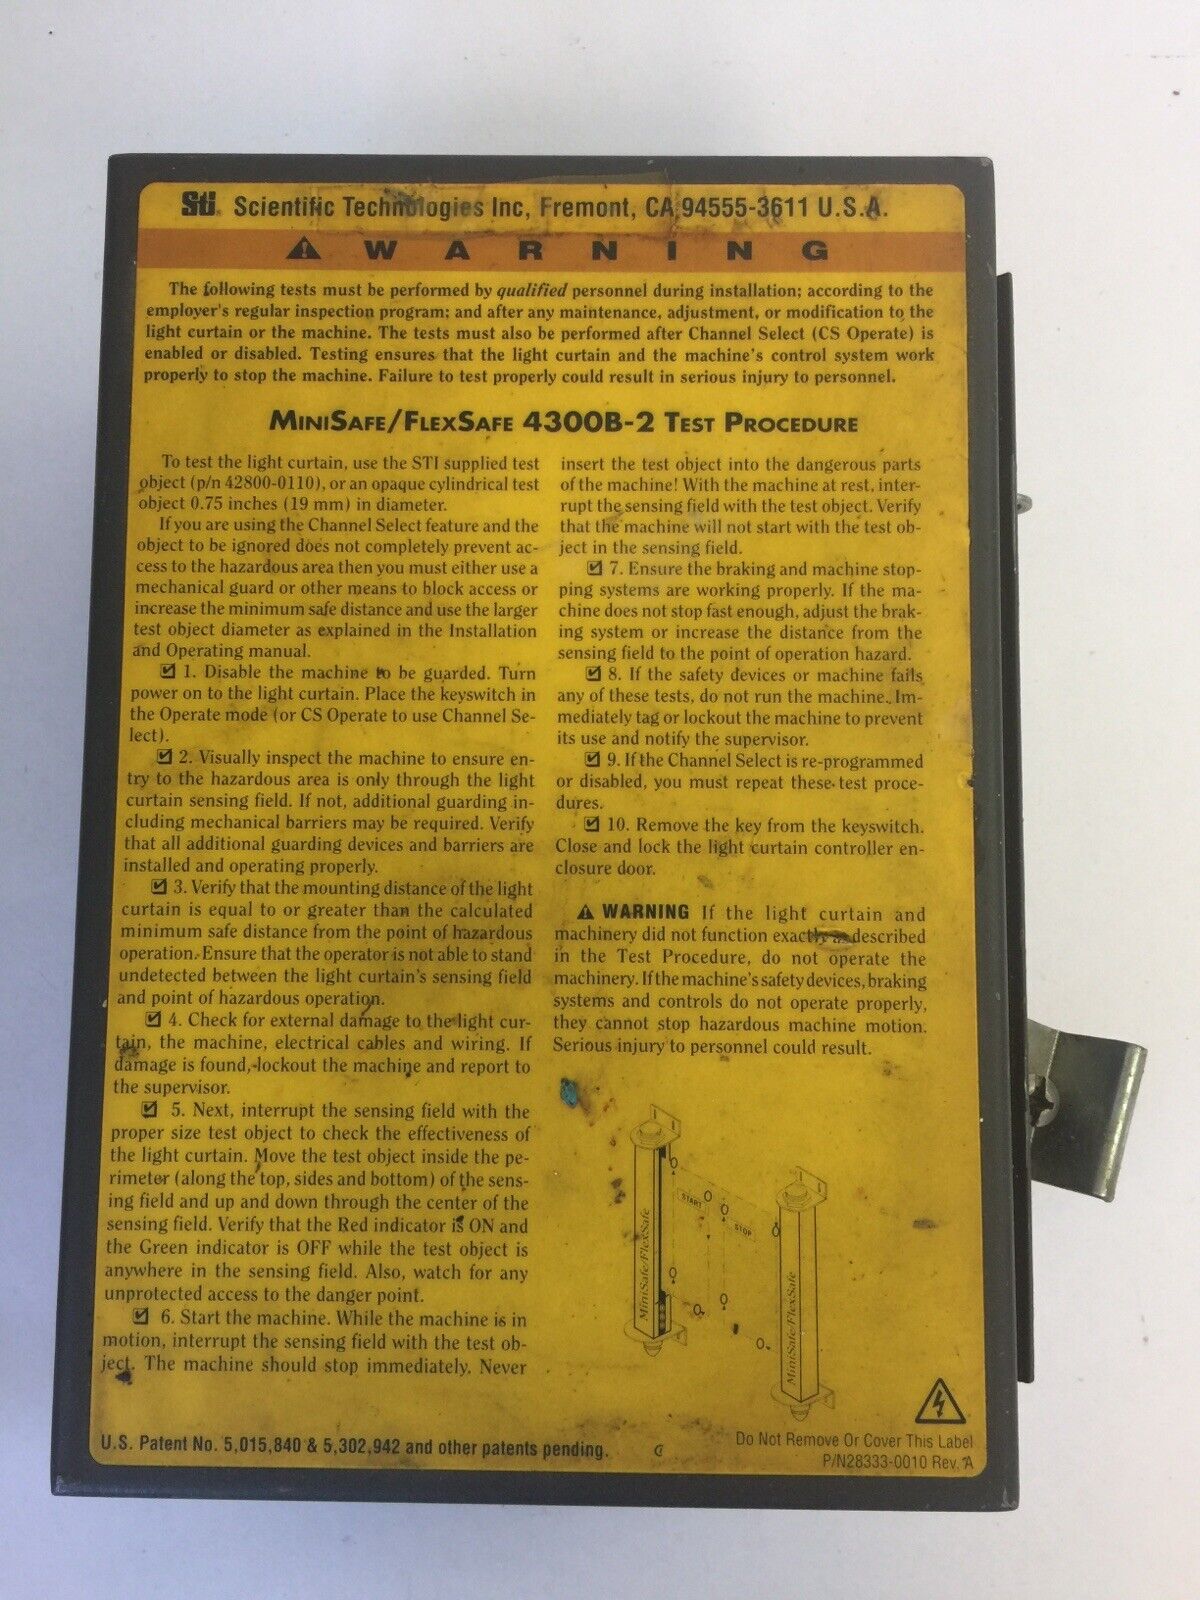 Sti Scientific Technologies Inc, Fremont, CA 94555-3611 U.S.A.
WARNING
The following tests must be performed by qualified personnel during installation; according to the
employer's regular inspection program; and after any maintenance, adjustment, or modification to the
light curtain or the machine. The tests must also be performed after Channel Select (CS Operate) is
enabled or disabled. Testing ensures that the light curtain and the machine's control system work
properly to stop the machine. Failure to test properly could result in serious injury to personnel.
MINISAFE/FLEXSAFE 4300B-2 TEST PROCEDURE
To test the light curtain, use the STI supplied test
object (p/n 42800-0110), or an opaque cylindrical test
object 0.75 inches (19 mm) in diameter.
If you are using the Channel Select feature and the
object to be ignored does not completely prevent ac-
cess to the hazardous area then you must either use a
mechanical guard or other means to block access or
increase the minimum safe distance and use the larger
test object diameter as explained in the Installation
and Operating manual.
1. Disable the machine to be guarded. Turn
power on to the light curtain. Place the keyswitch in
the Operate mode (or CS Operate to use Channel Se-
lect).
2. Visually inspect the machine to ensure en-
try to the hazardous area is only through the light
curtain sensing field. If not, additional guarding in-
cluding mechanical barriers may be required. Verify
that all additional guarding devices and barriers are
installed and operating properly.
3. Verify that the mounting distance of the light
curtain is equal to or greater than the calculated
minimum safe distance from the point of hazardous
operation. Ensure that the operator is not able to stand
undetected between the light curtain's sensing field
and point of hazardous operation.
4. Check for external damage to the light cur-
tain, the machine, electrical cables and wiring. If
damage is found, lockout the machine and report to
the supervisor.
5. Next, interrupt the sensing field with the
proper size test object to check the effectiveness of
the light curtain. Move the test object inside the pe-
rimeter (along the top, sides and bottom) of the sens-
ing field and up and down through the center of the
sensing field. Verify that the Red indicator is ON and
the Green indicator is OFF while the test object is
anywhere in the sensing field. Also, watch for any
unprotected access to the danger point.
6. Start the machine. While the machine is in
motion, interrupt the sensing field with the test ob-
ject. The machine should stop immediately. Never
insert the test object into the dangerous parts
of the machine! With the machine at rest, inter-
rupt the sensing field with the test object. Verify
that the machine will not start with the test ob-
ject in the sensing field.
7. Ensure the braking and machine stop-
ping systems are working properly. If the ma-
chine does not stop fast enough, adjust the brak-
ing system or increase the distance from the
sensing field to the point of operation hazard.
8. If the safety devices or machine fails
any of these tests, do not run the machine. Im-
mediately tag or lockout the machine to prevent
its use and notify the supervisor.
9. If the Channel Select is re-programmed
or disabled, you must repeat these test proce-
dures.
10. Remove the key from the keyswitch.
Close and lock the light curtain controller en-
closure door.
WARNING If the light curtain and
machinery did not function exactly as described
in the Test Procedure, do not operate the
machinery. If the machine's safety devices, braking
systems and controls do not operate properly,
they cannot stop hazardous machine motion.
Serious injury to personnel could result.
START
STOP
MiniSafe/FlexSafe
MiniSafe/FlexSafe
U.S. Patent No. 5,015,840 & 5,302,942 and other patents pending.
Do Not Remove Or Cover This Label
P/N28333-0010 Rev. A